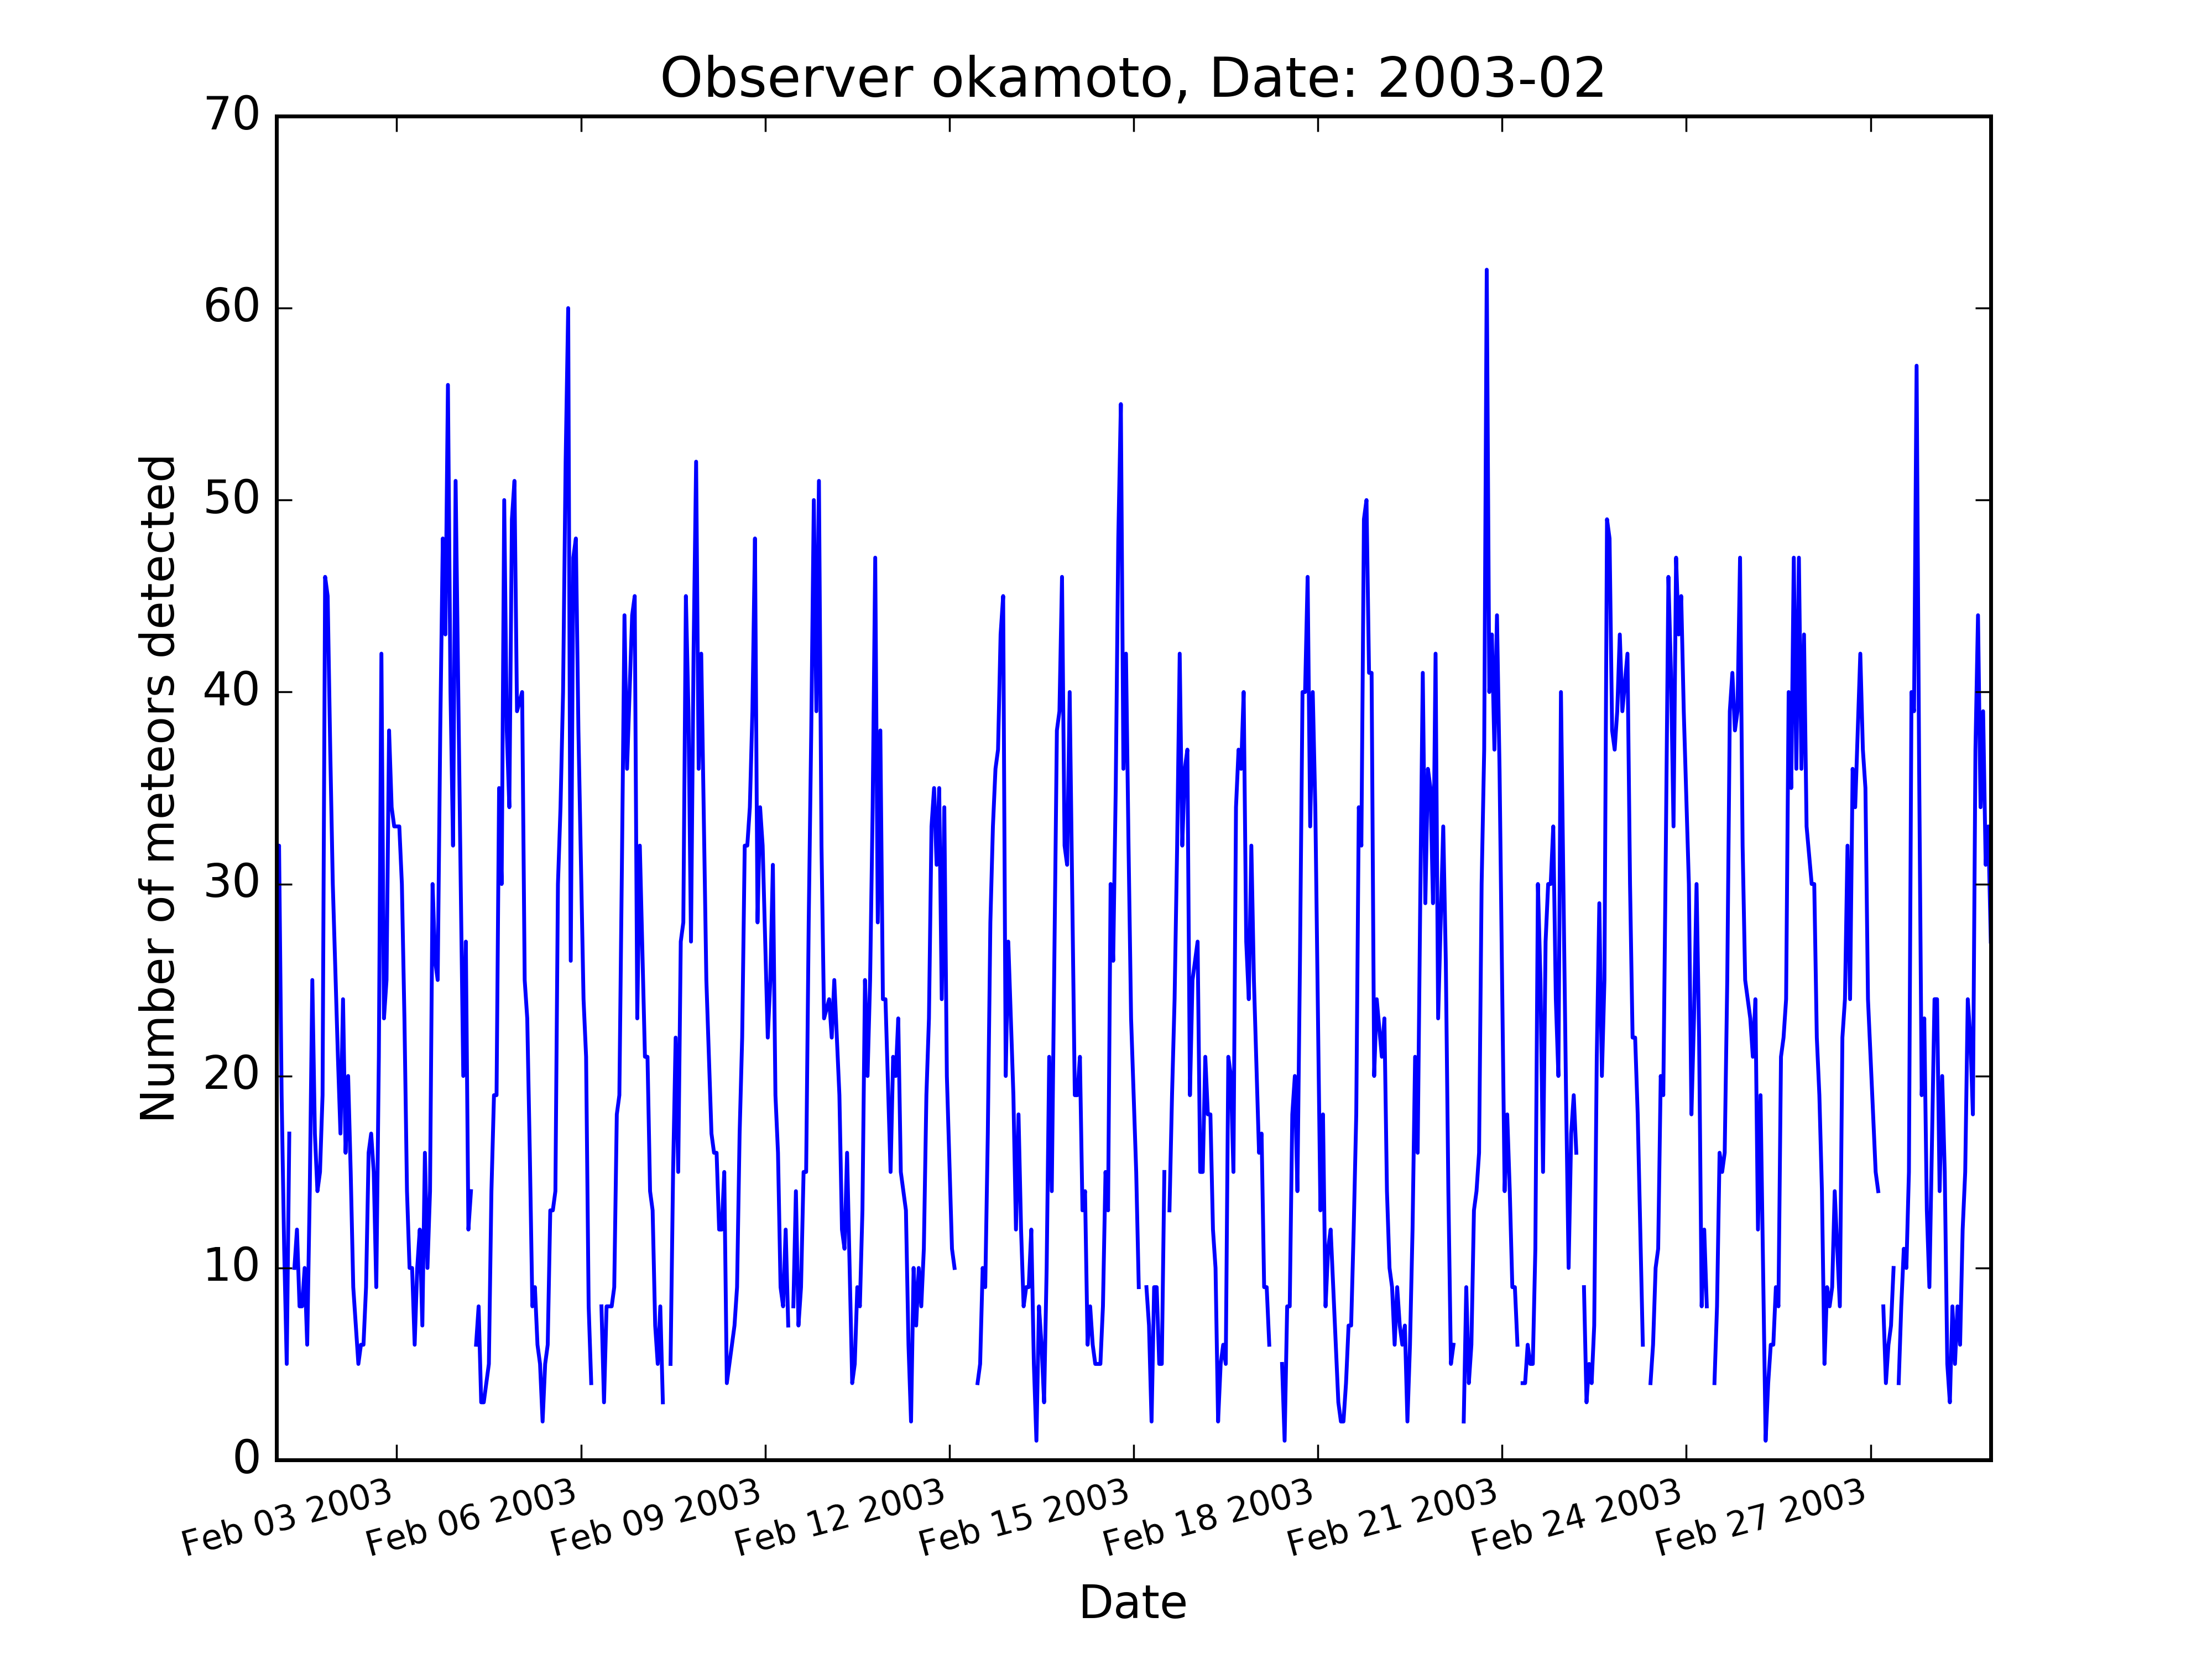 Observer okamoto, Date: 2003-02
70
60
50
40
30
20
10
0
Number of meteors detected
Feb 03 2003
Feb 06 2003
Feb 09 2003
Feb 12 2003
Feb 15 2003
Feb 18 2003
Feb 21 2003
Feb 24 2003
Feb 27 2003
Date